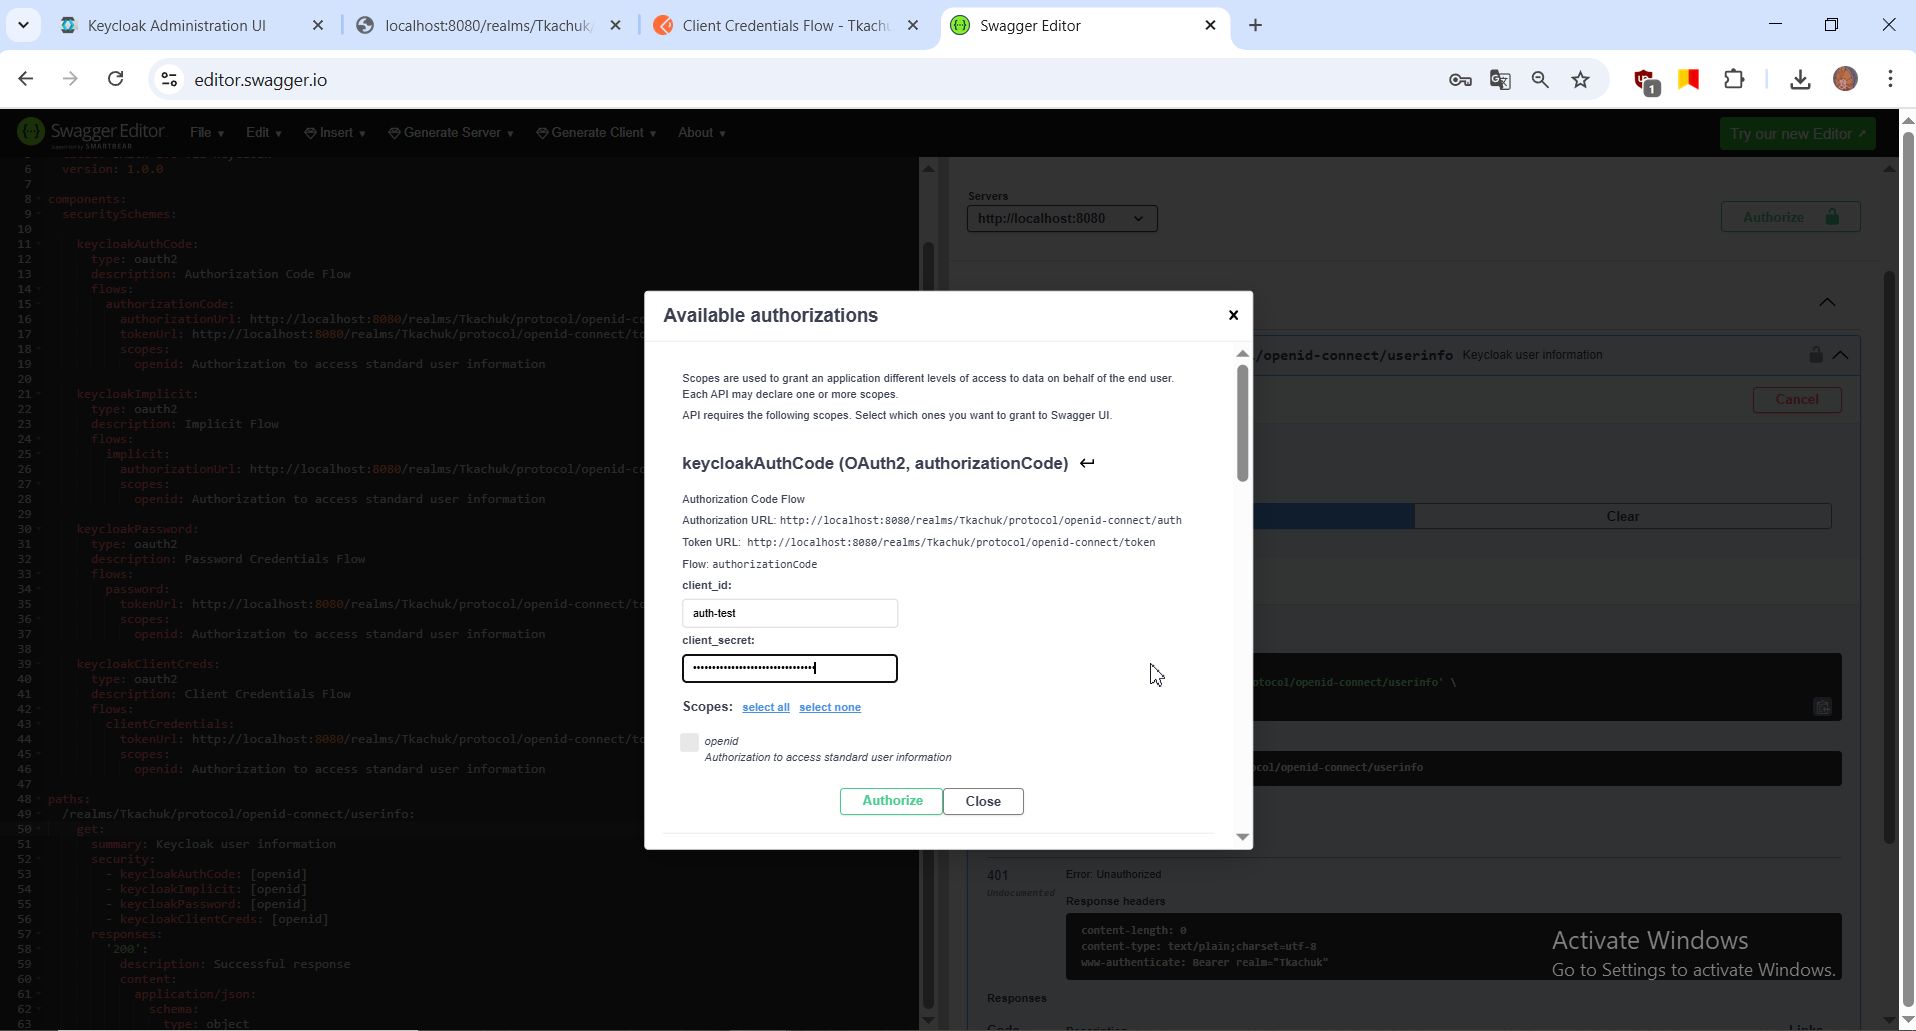 Keycloak Administration UI
localhost:8080/realms/Tkachuk/
Client Credentials Flow - Tkach
Swagger Editor
editor.swagger.io
1
Swagger Editor
Supported by SMARTBEAR
File
Edit
Insert
Generate Server
Generate Client
About
Try our new Editor
6 version: 1.0.0
7
8 components:
9 securitySchemes:
10
11 keycloakAuthCode:
12 type: oauth2
13 description: Authorization Code Flow
14 flows:
15 authorizationCode:
16 authorizationUrl: http://localhost:8080/realms/Tkachuk/protocol/openid-c
17 tokenUrl: http://localhost:8080/realms/Tkachuk/protocol/openid-connect/to
18 scopes:
19 openid: Authorization to access standard user information
20
21 keycloakImplicit:
22 type: oauth2
23 description: Implicit Flow
24 flows:
25 implicit:
26 authorizationUrl: http://localhost:8080/realms/Tkachuk/protocol/openid-c
27 scopes:
28 openid: Authorization to access standard user information
29
30 keycloakPassword:
31 type: oauth2
32 description: Password Credentials Flow
33 flows:
34 password:
35 tokenUrl: http://localhost:8080/realms/Tkachuk/protocol/openid-connect/to
36 scopes:
37 openid: Authorization to access standard user information
38
39 keycloakClientCreds:
40 type: oauth2
41 description: Client Credentials Flow
42 flows:
43 clientCredentials:
44 tokenUrl: http://localhost:8080/realms/Tkachuk/protocol/openid-connect/to
45 scopes:
46 openid: Authorization to access standard user information
47
48 paths:
49 /realms/Tkachuk/protocol/openid-connect/userinfo:
50 get:
51 summary: Keycloak user information
52 security:
53 - keycloakAuthCode: [openid]
54 - keycloakImplicit: [openid]
55 - keycloakPassword: [openid]
56 - keycloakClientCreds: [openid]
57 responses:
58 '200':
59 description: Successful response
60 content:
61 application/json:
62 schema:
63 type: object
Servers
http://localhost:8080
Authorize
/openid-connect/userinfo Keycloak user information
Cancel
Clear
otocol/openid-connect/userinfo' \
col/openid-connect/userinfo
401
Undocumented
Error: Unauthorized
Response headers
content-length: 0
content-type: text/plain;charset=utf-8
www-authenticate: Bearer realm="Tkachuk"
Responses
Code Description Links
Available authorizations
Scopes are used to grant an application different levels of access to data on behalf of the end user.
Each API may declare one or more scopes.
API requires the following scopes. Select which ones you want to grant to Swagger UI.
keycloakAuthCode (OAuth2, authorizationCode)
Authorization Code Flow
Authorization URL: http://localhost:8080/realms/Tkachuk/protocol/openid-connect/auth
Token URL: http://localhost:8080/realms/Tkachuk/protocol/openid-connect/token
Flow: authorizationCode
client_id:
auth-test
client_secret:
Scopes: select all select none
openid
Authorization to access standard user information
Authorize
Close
Activate Windows
Go to Settings to activate Windows.